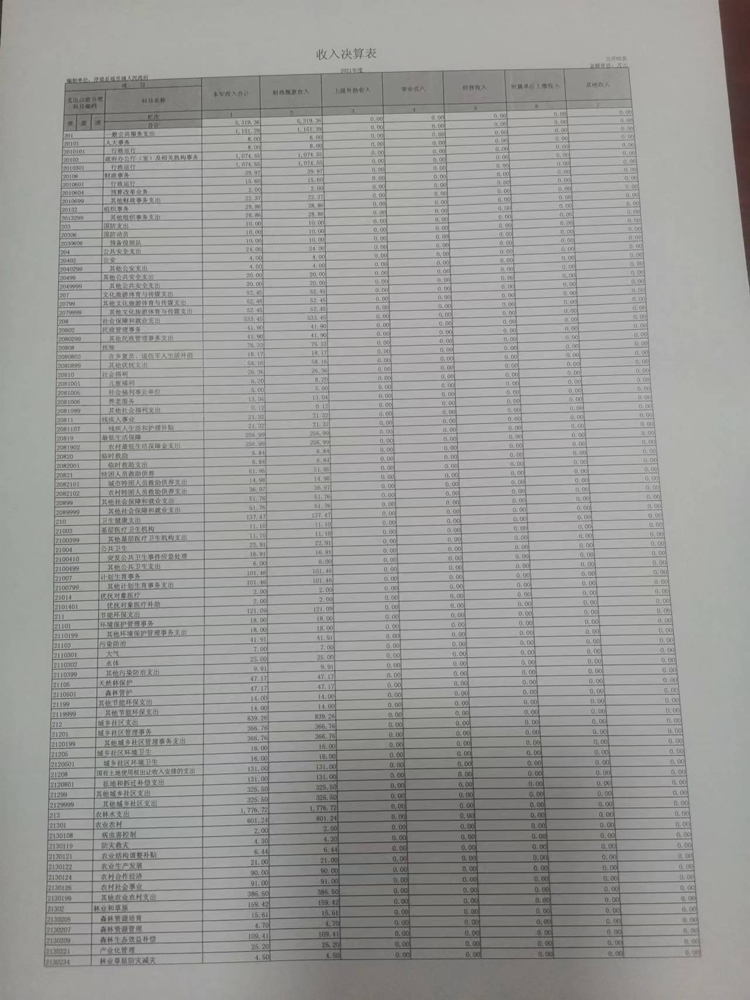 收入决算表
公开02表
2021年度
编制单位：浮梁县瑶里镇人民政府 金额单位：万元
项 目 本年收入合计 财政拨款收入 上级补助收入 事业收入 经营收入 附属单位上缴收入 其他收入
支出功能分类科目编码 科目名称
类 款 项 栏次 1 2 3 4 5 6 7
合计 5,319.36 5,319.36 0.00 0.00 0.00 0.00 0.00
201 一般公共服务支出 1,151.39 1,151.39 0.00 0.00 0.00 0.00 0.00
20101 人大事务 8.00 8.00 0.00 0.00 0.00 0.00 0.00
2010101 行政运行 8.00 8.00 0.00 0.00 0.00 0.00 0.00
20103 政府办公厅（室）及相关机构事务 1,074.55 1,074.55 0.00 0.00 0.00 0.00 0.00
2010301 行政运行 1,074.55 1,074.55 0.00 0.00 0.00 0.00 0.00
20106 财政事务 39.97 39.97 0.00 0.00 0.00 0.00 0.00
2010601 行政运行 15.60 15.60 0.00 0.00 0.00 0.00 0.00
2010604 预算改革业务 2.00 2.00 0.00 0.00 0.00 0.00 0.00
2010699 其他财政事务支出 22.37 22.37 0.00 0.00 0.00 0.00 0.00
20132 组织事务 28.86 28.86 0.00 0.00 0.00 0.00 0.00
2013299 其他组织事务支出 28.86 28.86 0.00 0.00 0.00 0.00 0.00
203 国防支出 10.00 10.00 0.00 0.00 0.00 0.00 0.00
20306 国防动员 10.00 10.00 0.00 0.00 0.00 0.00 0.00
2030606 预备役部队 10.00 10.00 0.00 0.00 0.00 0.00 0.00
204 公共安全支出 24.00 24.00 0.00 0.00 0.00 0.00 0.00
20402 公安 4.00 4.00 0.00 0.00 0.00 0.00 0.00
2040299 其他公安支出 4.00 4.00 0.00 0.00 0.00 0.00 0.00
20499 其他公共安全支出 20.00 20.00 0.00 0.00 0.00 0.00 0.00
2049999 其他公共安全支出 20.00 20.00 0.00 0.00 0.00 0.00 0.00
207 文化旅游体育与传媒支出 52.45 52.45 0.00 0.00 0.00 0.00 0.00
20799 其他文化旅游体育与传媒支出 52.45 52.45 0.00 0.00 0.00 0.00 0.00
2079999 其他文化旅游体育与传媒支出 52.45 52.45 0.00 0.00 0.00 0.00 0.00
208 社会保障和就业支出 533.45 533.45 0.00 0.00 0.00 0.00 0.00
20802 民政管理事务 41.90 41.90 0.00 0.00 0.00 0.00 0.00
2080299 其他民政管理事务支出 41.90 41.90 0.00 0.00 0.00 0.00 0.00
20808 抚恤 76.33 76.33 0.00 0.00 0.00 0.00 0.00
2080803 在乡复员、退伍军人生活补助 18.17 18.17 0.00 0.00 0.00 0.00 0.00
2080899 其他优抚支出 58.16 58.16 0.00 0.00 0.00 0.00 0.00
20810 社会福利 26.36 26.36 0.00 0.00 0.00 0.00 0.00
2081001 儿童福利 8.20 8.20 0.00 0.00 0.00 0.00 0.00
2081005 社会福利事业单位 5.00 5.00 0.00 0.00 0.00 0.00 0.00
2081006 养老服务 13.04 13.04 0.00 0.00 0.00 0.00 0.00
2081099 其他社会福利支出 0.12 0.12 0.00 0.00 0.00 0.00 0.00
20811 残疾人事业 21.32 21.32 0.00 0.00 0.00 0.00 0.00
2081107 残疾人生活和护理补贴 21.32 21.32 0.00 0.00 0.00 0.00 0.00
20819 最低生活保障 256.99 256.99 0.00 0.00 0.00 0.00 0.00
2081902 农村最低生活保障金支出 256.99 256.99 0.00 0.00 0.00 0.00 0.00
20820 临时救助 6.84 6.84 0.00 0.00 0.00 0.00 0.00
2082001 临时救助支出 6.84 6.84 0.00 0.00 0.00 0.00 0.00
20821 特困人员救助供养 51.95 51.95 0.00 0.00 0.00 0.00 0.00
2082101 城市特困人员救助供养支出 14.98 14.98 0.00 0.00 0.00 0.00 0.00
2082102 农村特困人员救助供养支出 36.97 36.97 0.00 0.00 0.00 0.00 0.00
20899 其他社会保障和就业支出 51.76 51.76 0.00 0.00 0.00 0.00 0.00
2089999 其他社会保障和就业支出 51.76 51.76 0.00 0.00 0.00 0.00 0.00
210 卫生健康支出 137.47 137.47 0.00 0.00 0.00 0.00 0.00
21003 基层医疗卫生机构 11.10 11.10 0.00 0.00 0.00 0.00 0.00
2100399 其他基层医疗卫生机构支出 11.10 11.10 0.00 0.00 0.00 0.00 0.00
21004 公共卫生 22.91 22.91 0.00 0.00 0.00 0.00 0.00
2100410 突发公共卫生事件应急处理 16.91 16.91 0.00 0.00 0.00 0.00 0.00
2100499 其他公共卫生支出 6.00 6.00 0.00 0.00 0.00 0.00 0.00
21007 计划生育事务 101.46 101.46 0.00 0.00 0.00 0.00 0.00
2100799 其他计划生育事务支出 101.46 101.46 0.00 0.00 0.00 0.00 0.00
21014 优抚对象医疗 2.00 2.00 0.00 0.00 0.00 0.00 0.00
2101401 优抚对象医疗补助 2.00 2.00 0.00 0.00 0.00 0.00 0.00
211 节能环保支出 121.09 121.09 0.00 0.00 0.00 0.00 0.00
21101 环境保护管理事务 18.00 18.00 0.00 0.00 0.00 0.00 0.00
2110199 其他环境保护管理事务支出 18.00 18.00 0.00 0.00 0.00 0.00 0.00
21103 污染防治 41.91 41.91 0.00 0.00 0.00 0.00 0.00
2110301 大气 7.00 7.00 0.00 0.00 0.00 0.00 0.00
2110302 水体 25.00 25.00 0.00 0.00 0.00 0.00 0.00
2110399 其他污染防治支出 9.91 9.91 0.00 0.00 0.00 0.00 0.00
21105 天然林保护 47.17 47.17 0.00 0.00 0.00 0.00 0.00
2110501 森林管护 47.17 47.17 0.00 0.00 0.00 0.00 0.00
21199 其他节能环保支出 14.00 14.00 0.00 0.00 0.00 0.00 0.00
2119999 其他节能环保支出 14.00 14.00 0.00 0.00 0.00 0.00 0.00
212 城乡社区支出 839.26 839.26 0.00 0.00 0.00 0.00 0.00
21201 城乡社区管理事务 366.76 366.76 0.00 0.00 0.00 0.00 0.00
2120199 其他城乡社区管理事务支出 366.76 366.76 0.00 0.00 0.00 0.00 0.00
21205 城乡社区环境卫生 16.00 16.00 0.00 0.00 0.00 0.00 0.00
2120501 城乡社区环境卫生 16.00 16.00 0.00 0.00 0.00 0.00 0.00
21208 国有土地使用权出让收入安排的支出 131.00 131.00 0.00 0.00 0.00 0.00 0.00
2120801 征地和拆迁补偿支出 131.00 131.00 0.00 0.00 0.00 0.00 0.00
21299 其他城乡社区支出 325.50 325.50 0.00 0.00 0.00 0.00 0.00
2129999 其他城乡社区支出 325.50 325.50 0.00 0.00 0.00 0.00 0.00
213 农林水支出 1,776.72 1,776.72 0.00 0.00 0.00 0.00 0.00
21301 农业农村 601.24 601.24 0.00 0.00 0.00 0.00 0.00
2130108 病虫害控制 2.00 2.00 0.00 0.00 0.00 0.00 0.00
2130119 防灾救灾 4.30 4.30 0.00 0.00 0.00 0.00 0.00
2130121 农业结构调整补贴 6.44 6.44 0.00 0.00 0.00 0.00 0.00
2130122 农业生产发展 21.00 21.00 0.00 0.00 0.00 0.00 0.00
2130124 农村合作经济 90.00 90.00 0.00 0.00 0.00 0.00 0.00
2130126 农村社会事业 91.00 91.00 0.00 0.00 0.00 0.00 0.00
2130199 其他农业农村支出 386.50 386.50 0.00 0.00 0.00 0.00 0.00
21302 林业和草原 159.42 159.42 0.00 0.00 0.00 0.00 0.00
2130205 森林资源培育 15.61 15.61 0.00 0.00 0.00 0.00 0.00
2130207 森林资源管理 4.70 4.70 0.00 0.00 0.00 0.00 0.00
2130209 森林生态效益补偿 109.41 109.41 0.00 0.00 0.00 0.00 0.00
2130221 产业化管理 25.20 25.20 0.00 0.00 0.00 0.00 0.00
2130234 林业草原防灾减灾 4.50 4.50 0.00 0.00 0.00 0.00 0.00